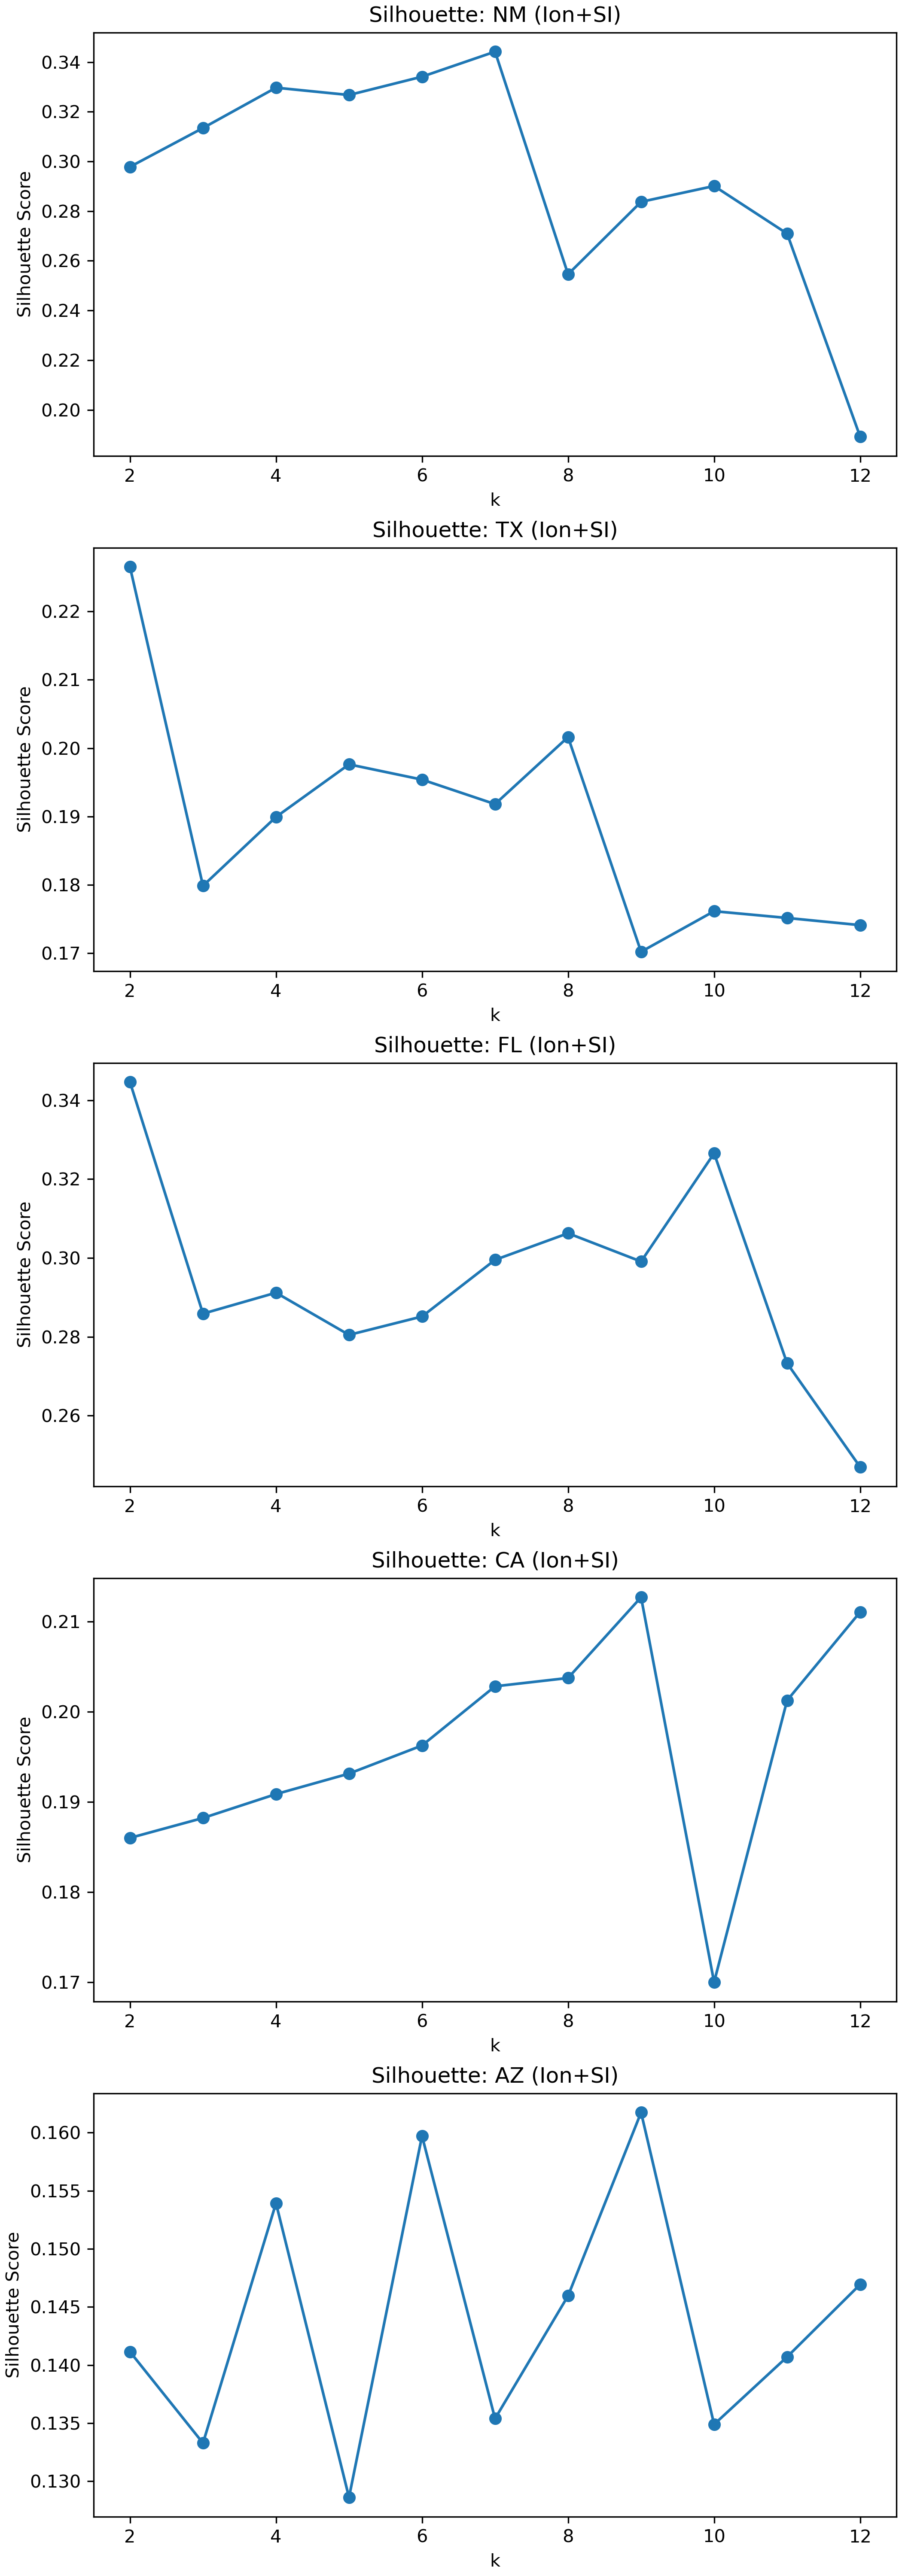 Silhouette: NM (Ion+SI)
Silhouette Score
0.34
0.32
0.30
0.28
0.26
0.24
0.22
0.20
2 4 6 8 10 12
k
Silhouette: TX (Ion+SI)
Silhouette Score
0.22
0.21
0.20
0.19
0.18
0.17
2 4 6 8 10 12
k
Silhouette: FL (Ion+SI)
Silhouette Score
0.34
0.32
0.30
0.28
0.26
2 4 6 8 10 12
k
Silhouette: CA (Ion+SI)
Silhouette Score
0.21
0.20
0.19
0.18
0.17
2 4 6 8 10 12
k
Silhouette: AZ (Ion+SI)
Silhouette Score
0.160
0.155
0.150
0.145
0.140
0.135
0.130
2 4 6 8 10 12
k